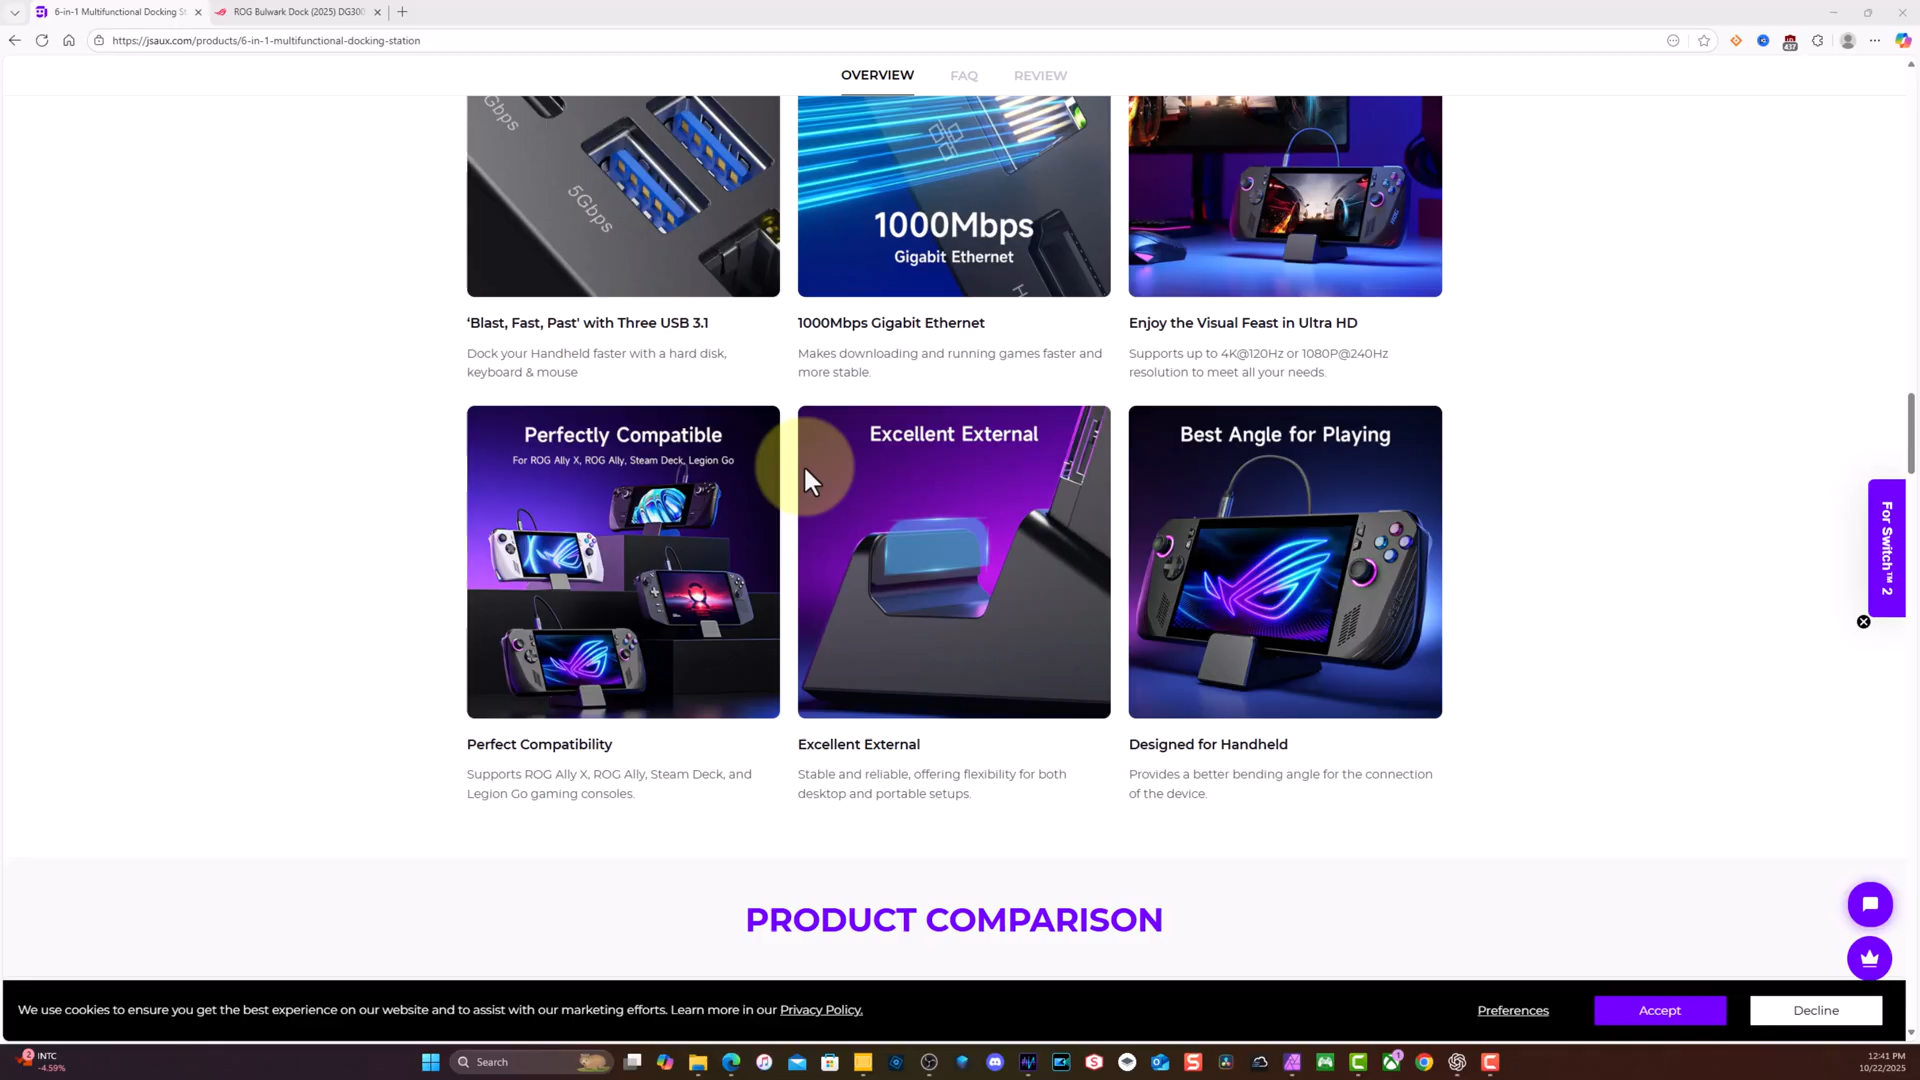 6-in-1 Multifunctional Docking St
ROG Bulwark Dock (2025) DG300
https://jsaux.com/products/6-in-1-multifunctional-docking-station
437
OVERVIEW
FAQ
REVIEW
Gbps
5Gbps
1000Mbps
Gigabit Ethernet
H
‘Blast, Fast, Past' with Three USB 3.1
Dock your Handheld faster with a hard disk,
keyboard & mouse
1000Mbps Gigabit Ethernet
Makes downloading and running games faster and
more stable.
Enjoy the Visual Feast in Ultra HD
Supports up to 4K@120Hz or 1080P@240Hz
resolution to meet all your needs.
Perfectly Compatible
For ROG Ally X, ROG Ally, Steam Deck, Legion Go
Excellent External
Best Angle for Playing
Perfect Compatibility
Supports ROG Ally X, ROG Ally, Steam Deck, and
Legion Go gaming consoles.
Excellent External
Stable and reliable, offering flexibility for both
desktop and portable setups.
Designed for Handheld
Provides a better bending angle for the connection
of the device.
For Switch™ 2
PRODUCT COMPARISON
We use cookies to ensure you get the best experience on our website and to assist with our marketing efforts. Learn more in our Privacy Policy.
Preferences
Accept
Decline
2
INTC
-4.59%
Search
1
12:41 PM
10/22/2025